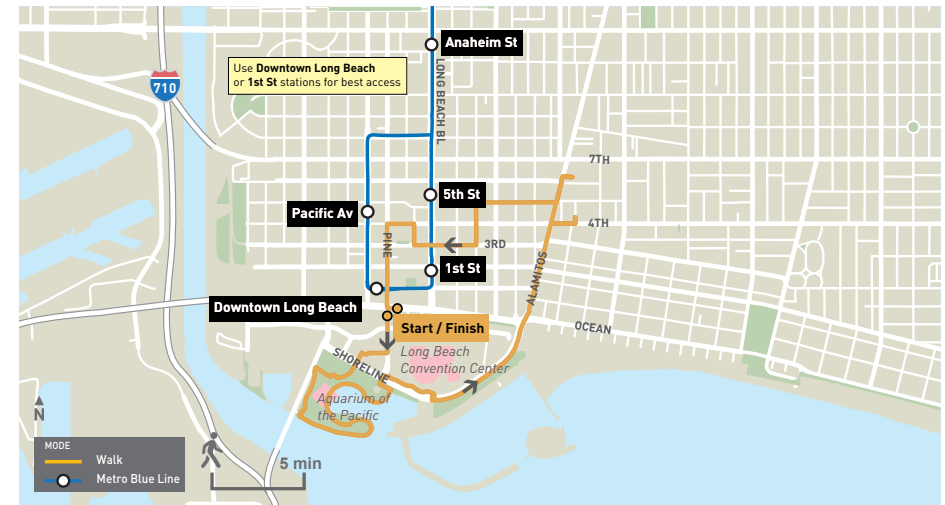 Anaheim St
Use Downtown Long Beach
or 1st St stations for best access
710
LONG BEACH BL
7TH
5th St
Pacific Av
4TH
PINE
3RD
1st St
ALAMITOS
Downtown Long Beach
Start / Finish
OCEAN
SHORELINE
Long Beach
Convention Center
Aquarium of
the Pacific
N
MODE
Walk
Metro Blue Line
5 min